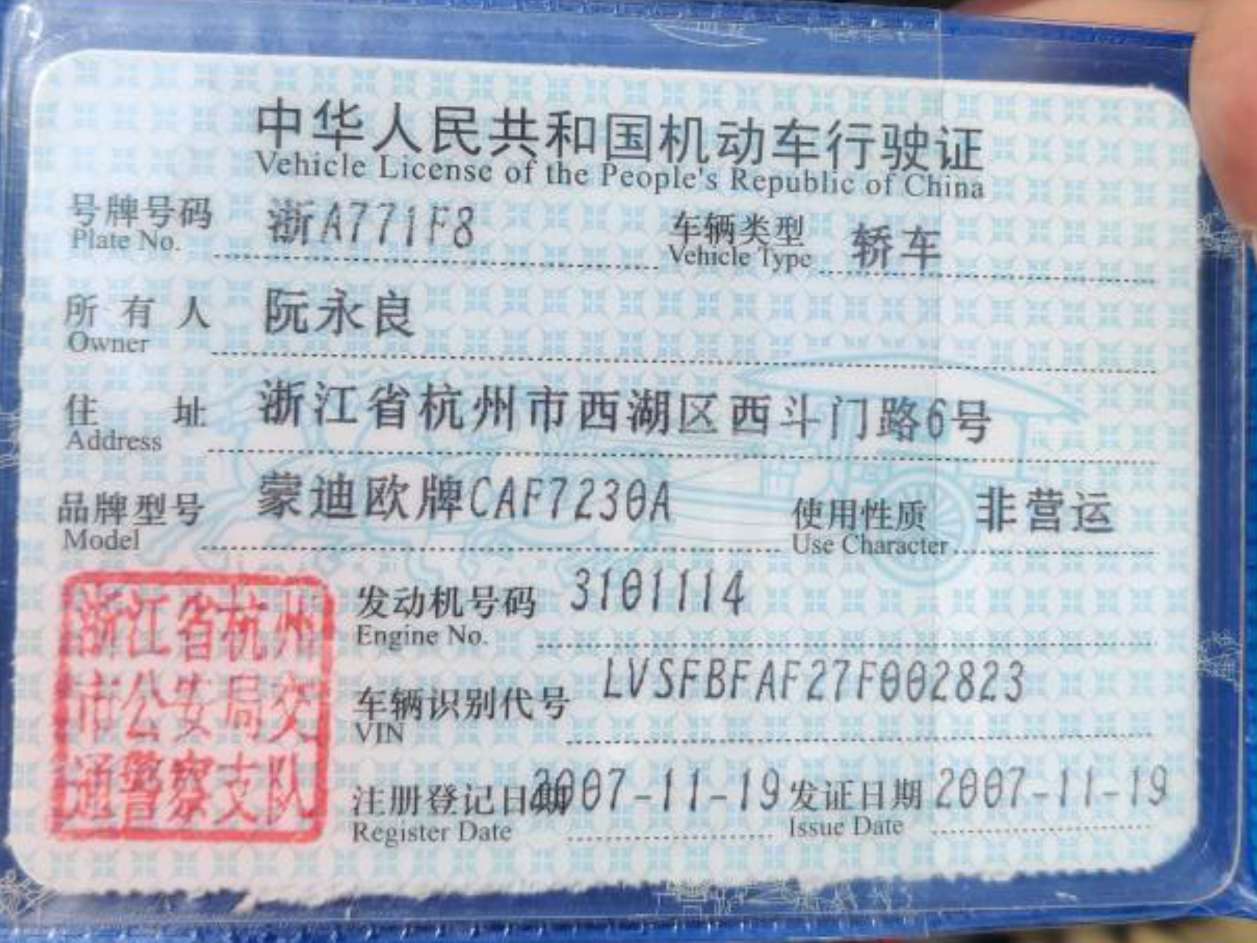 中华人民共和国机动车行驶证
Vehicle License of the People's Republic of China
号牌号码 浙A771F8 车辆类型 轿车
Plate No. Vehicle Type
所有人 阮永良
Owner
住址 浙江省杭州市西湖区西斗门路6号
Address
品牌型号 蒙迪欧牌CAF7230A 使用性质 非营运
Model Use Character
浙江省杭州
市公安局交
通警察支队
发动机号码 3101114
Engine No.
车辆识别代号 LVSFBFAF27F002823
VIN
注册登记日期 2007-11-19 发证日期 2007-11-19
Register Date Issue Date